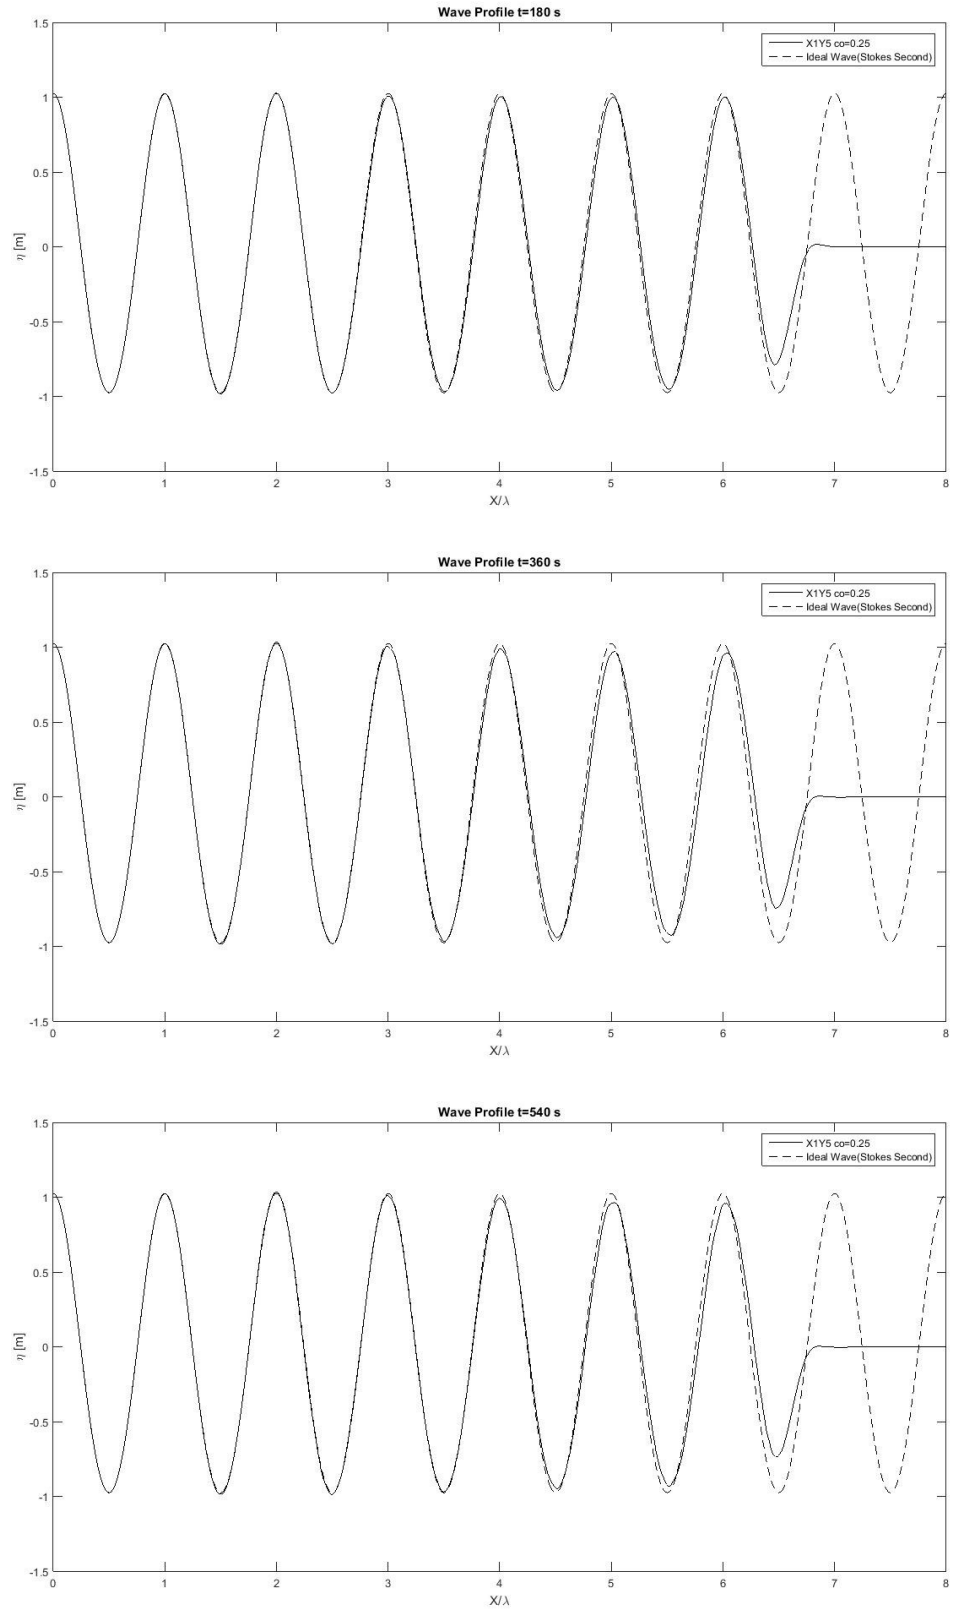 Wave Profile t=180 s
X1Y5 co=0.25
Ideal Wave(Stokes Second)
1.5
1
0.5
0
-0.5
-1
-1.5
η [m]
0 1 2 3 4 5 6 7 8
X/λ
Wave Profile t=360 s
X1Y5 co=0.25
Ideal Wave(Stokes Second)
1.5
1
0.5
0
-0.5
-1
-1.5
η [m]
0 1 2 3 4 5 6 7 8
X/λ
Wave Profile t=540 s
X1Y5 co=0.25
Ideal Wave(Stokes Second)
1.5
1
0.5
0
-0.5
-1
-1.5
η [m]
0 1 2 3 4 5 6 7 8
X/λ